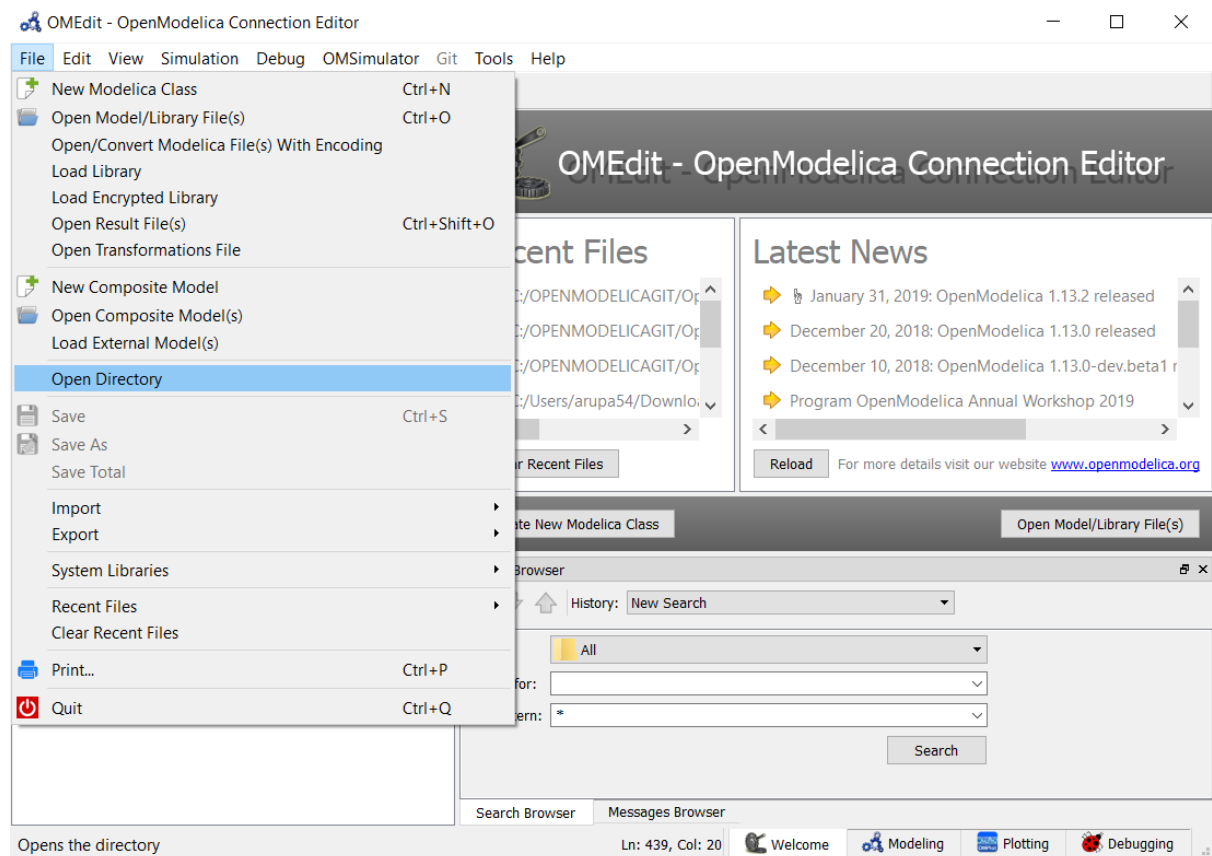 OMEdit - OpenModelica Connection Editor
File Edit View Simulation Debug OMSimulator Git Tools Help
New Modelica Class Ctrl+N
Open Model/Library File(s) Ctrl+O
Open/Convert Modelica File(s) With Encoding
Load Library
Load Encrypted Library
Open Result File(s) Ctrl+Shift+O
Open Transformations File
New Composite Model
Open Composite Model(s)
Load External Model(s)
Open Directory
Save Ctrl+S
Save As
Save Total
Import
Export
System Libraries
Recent Files
Clear Recent Files
Print... Ctrl+P
Quit Ctrl+Q
OMEdit - OpenModelica Connection Editor
cent Files
:/OPENMODELICAGIT/Op
:/OPENMODELICAGIT/Op
:/OPENMODELICAGIT/Op
:/Users/arupa54/Downlo
r Recent Files
Latest News
January 31, 2019: OpenModelica 1.13.2 released
December 20, 2018: OpenModelica 1.13.0 released
December 10, 2018: OpenModelica 1.13.0-dev.beta1 r
Program OpenModelica Annual Workshop 2019
Reload For more details visit our website www.openmodelica.org
te New Modelica Class Open Model/Library File(s)
Browser
History: New Search
All
for:
ern: *
Search
Search Browser Messages Browser
Opens the directory Ln: 439, Col: 20 Welcome Modeling Plotting Debugging